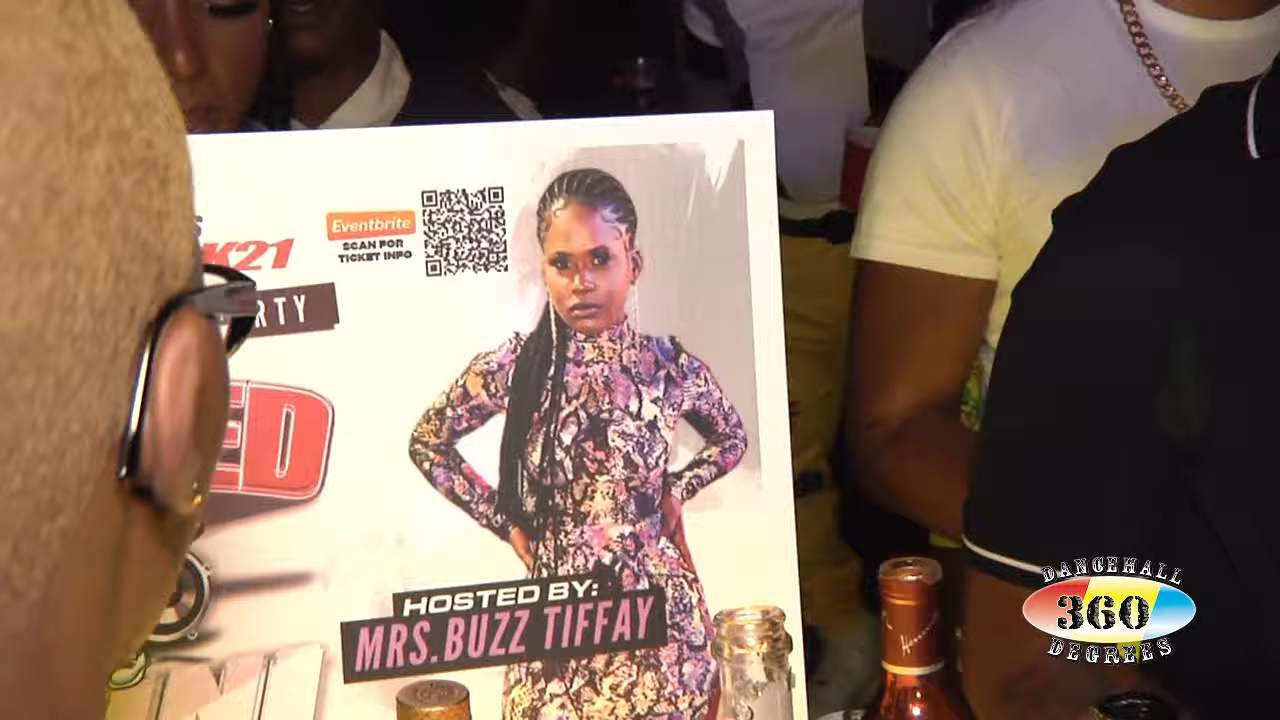 K21
Eventbrite
SCAN FOR
TICKET INFO
RTY
ED
HOSTED BY:
MRS.BUZZ TIFFAY
DANCEHALL
360
DEGREES